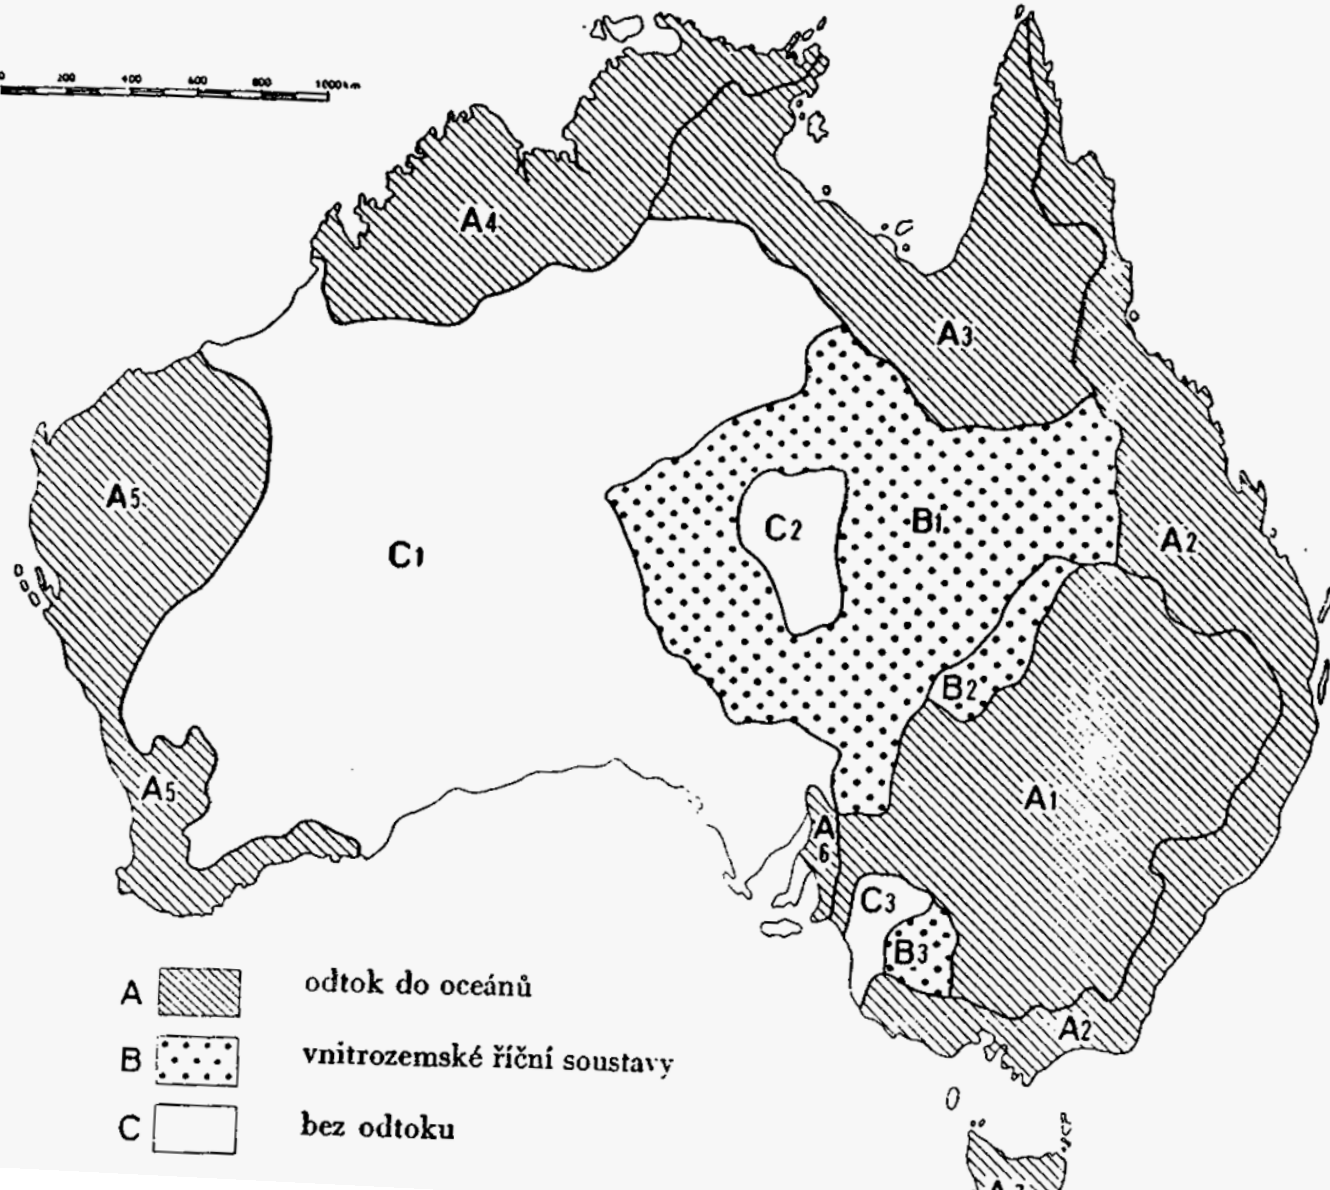 0 200 400 600 800 1000 km
A4
A3
A5
C1
C2
B1
A2
B2
A5
A1
A
6
C3
B3
A2
A odtok do oceánů
B vnitrozemské říční soustavy
C bez odtoku